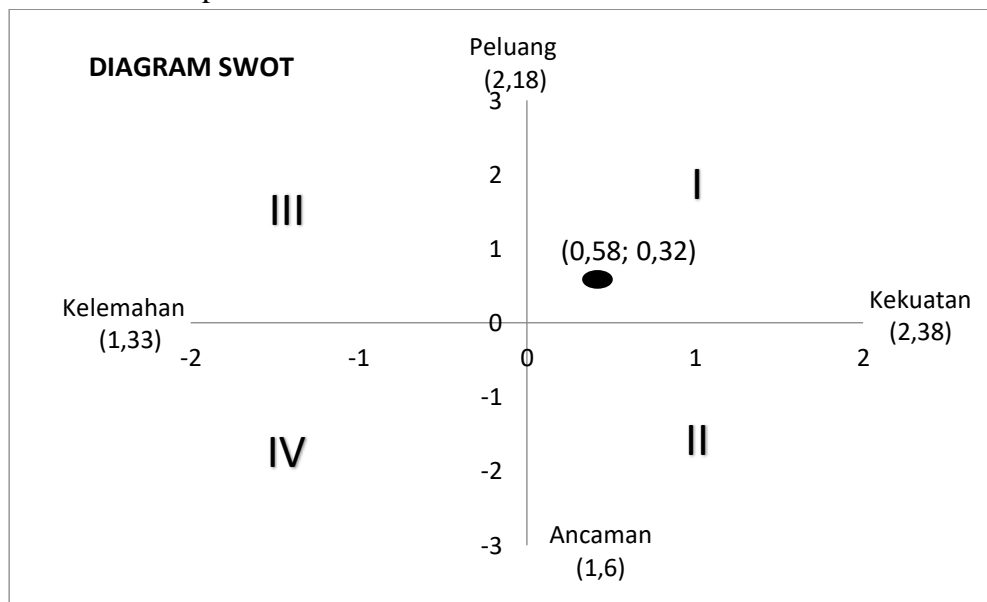 Peluang
(2,18)
DIAGRAM SWOT
3
2
I
III
1
(0,58; 0,32)
Kelemahan
(1,33)
0
Kekuatan
(2,38)
-2
-1
0
1
2
-1
IV
II
-2
-3
Ancaman
(1,6)